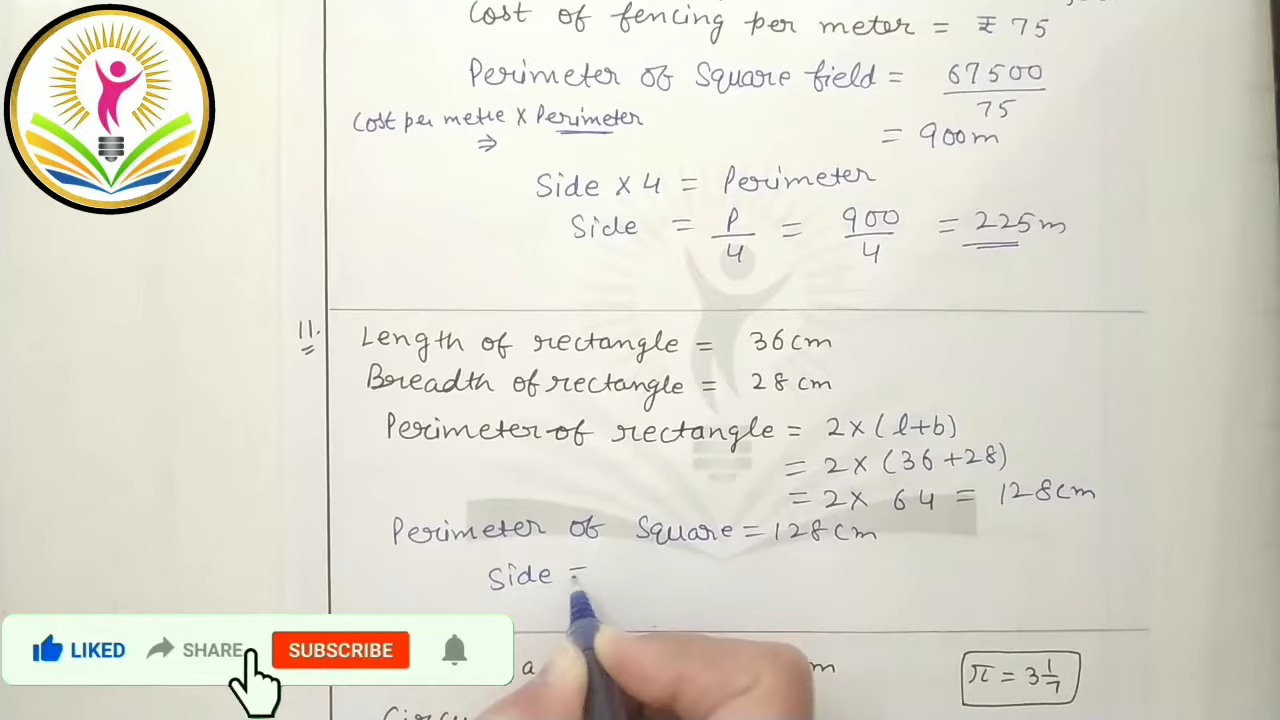 Cost of fencing per meter = ₹ 75
Perimeter of Square field = 67500/75
Cost per metre × Perimeter
⇒
= 900m
Side × 4 = Perimeter
Side = P/4 = 900/4 = 225m
11.
Length of rectangle = 36cm
Breadth of rectangle = 28 cm
Perimeter of rectangle = 2×(l+b)
= 2×(36+28)
= 2× 64 = 128cm
Perimeter of Square = 128cm
Side =
LIKED SHARE SUBSCRIBE
a
m
π = 3 1/7